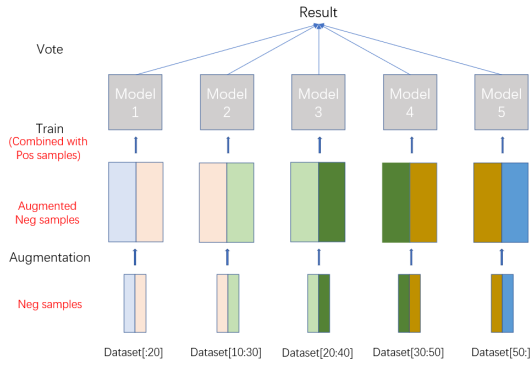 Result
Vote
Model
1
Model
2
Model
3
Model
4
Model
5
Train
(Combined with
Pos samples)
Augmented
Neg samples
Augmentation
Neg samples
Dataset[:20]
Dataset[10:30]
Dataset[20:40]
Dataset[30:50]
Dataset[50:]